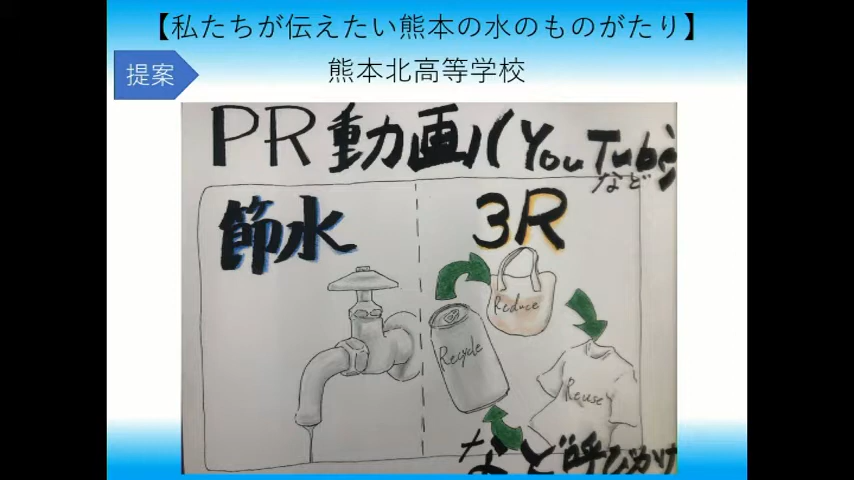 【私たちが伝えたい熊本の水のものがたり】
提案
熊本北高等学校
PR動画(YouTube
など)
節水
3R
Reduce
Recycle
Reuse
など呼びかけ